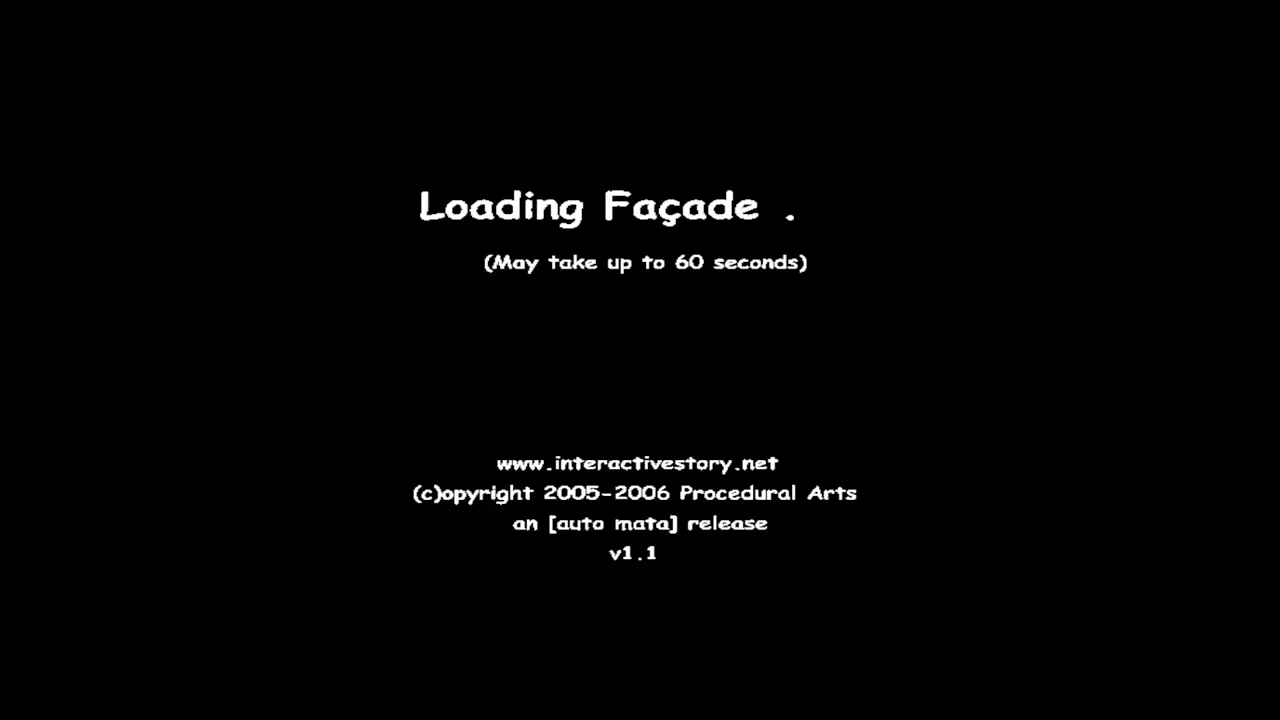 Loading Façade .
(May take up to 60 seconds)
www.interactivestory.net
(c)opyright 2005-2006 Procedural Arts
an [auto mata] release
v1.1